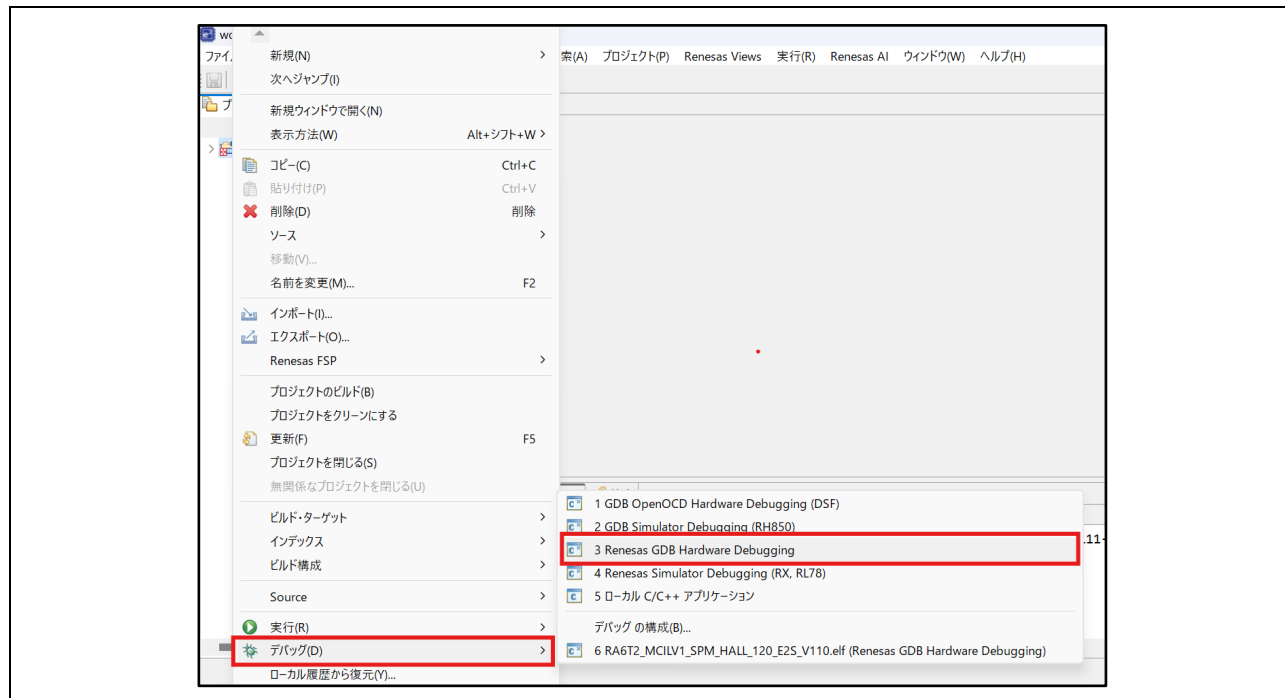 wo
ファイ
索(A) プロジェクト(P) Renesas Views 実行(R) Renesas AI ウィンドウ(W) ヘルプ(H)
プ
新規(N)
次へジャンプ(I)
新規ウィンドウで開く(N)
表示方法(W) Alt+シフト+W
コピー(C) Ctrl+C
貼り付け(P) Ctrl+V
削除(D) 削除
ソース
移動(V)...
名前を変更(M)... F2
インポート(I)...
エクスポート(O)...
Renesas FSP
プロジェクトのビルド(B)
プロジェクトをクリーンにする
更新(F) F5
プロジェクトを閉じる(S)
無関係なプロジェクトを閉じる(U)
ビルド・ターゲット
インデックス
ビルド構成
Source
実行(R)
デバッグ(D)
ローカル履歴から復元(Y)...
1 GDB OpenOCD Hardware Debugging (DSF)
2 GDB Simulator Debugging (RH850)
3 Renesas GDB Hardware Debugging
4 Renesas Simulator Debugging (RX, RL78)
5 ローカル C/C++ アプリケーション
デバッグ の構成(B)...
6 RA6T2_MCILV1_SPM_HALL_120_E2S_V110.elf (Renesas GDB Hardware Debugging)
.11